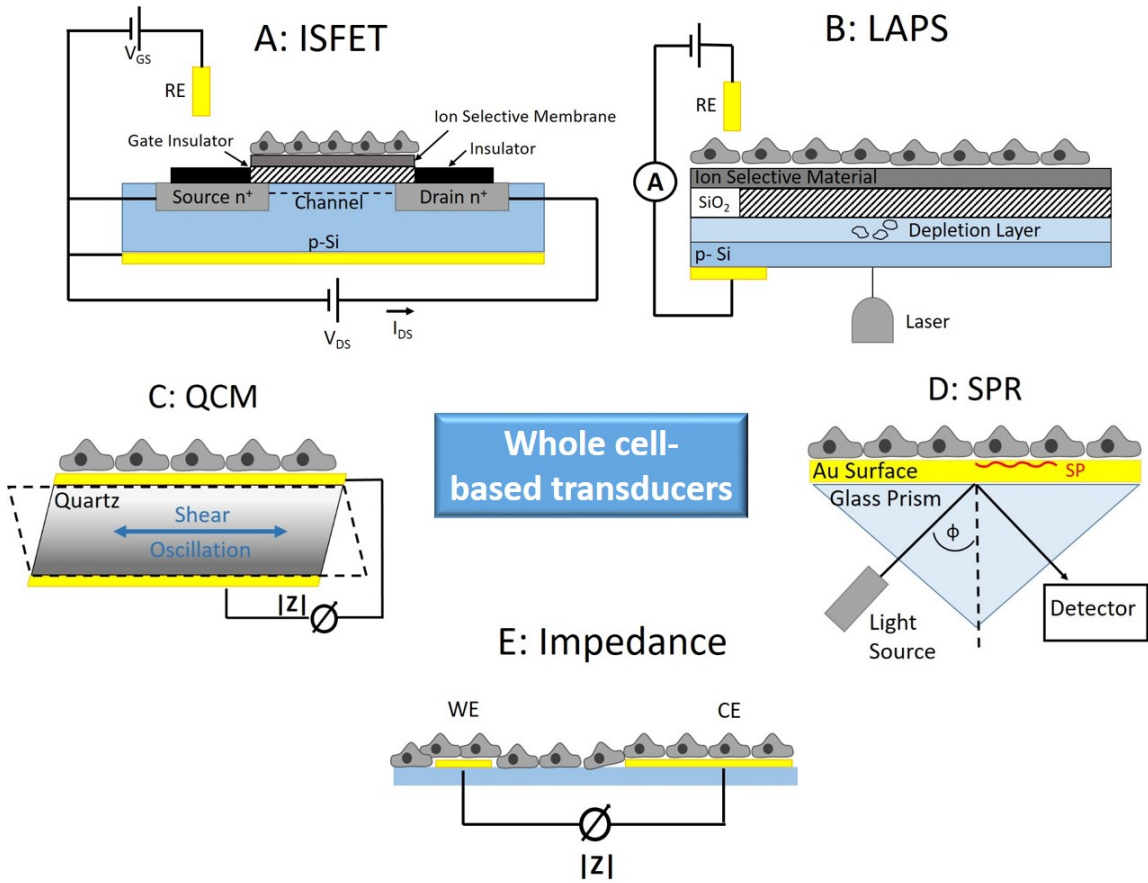 A: ISFET
V_GS
RE
Ion Selective Membrane
Gate Insulator
Insulator
Source n⁺
Channel
Drain n⁺
p-Si
V_DS
I_DS
B: LAPS
RE
A
Ion Selective Material
SiO₂
Depletion Layer
p- Si
Laser
C: QCM
Quartz
Shear
Oscillation
|Z|
Whole cell-
based transducers
D: SPR
Au Surface
SP
Glass Prism
ϕ
Light
Source
Detector
E: Impedance
WE
CE
|Z|